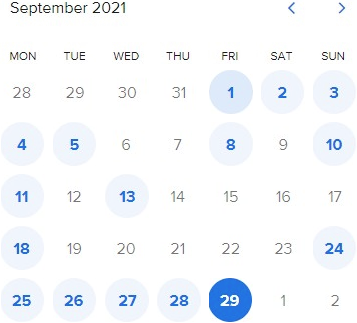 September 2021
MON TUE WED THU FRI SAT SUN
28 29 30 31 1 2 3
4 5 6 7 8 9 10
11 12 13 14 15 16 17
18 19 20 21 22 23 24
25 26 27 28 29 1 2